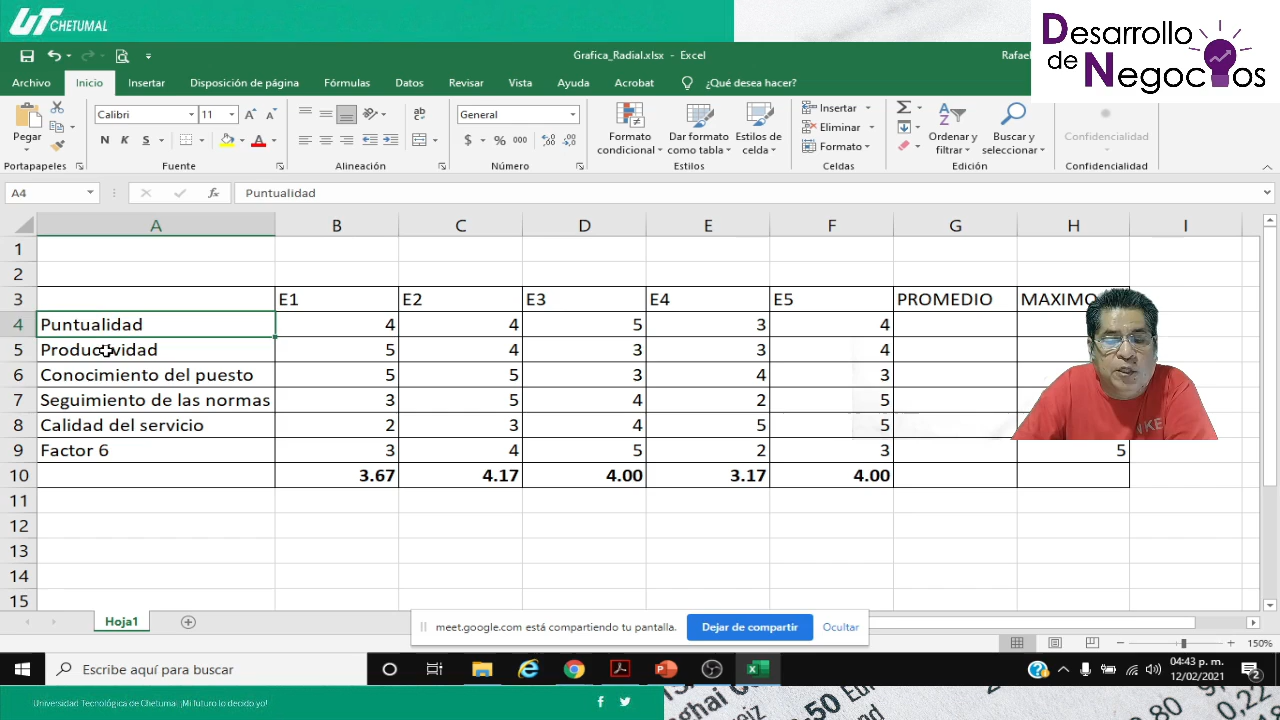 UT CHETUMAL
Desarrollo
de Negocios
Grafica_Radial.xlsx - Excel
Rafae
Archivo Inicio Insertar Disposición de página Fórmulas Datos Revisar Vista Ayuda Acrobat ¿Qué desea hacer?
Pegar
Calibri 11
N K S
ab
General
$ % 000
Formato condicional
Dar formato como tabla
Estilos de celda
Insertar
Eliminar
Formato
Ordenar y filtrar
Buscar y seleccionar
Confidencialidad
Portapapeles Fuente Alineación Número Estilos Celdas Edición Confidencialidad
A4 fx Puntualidad
A B C D E F G H I
1
2
3 E1 E2 E3 E4 E5 PROMEDIO MAXIMO
4 Puntualidad 4 4 5 3 4
5 Productividad 5 4 3 3 4
6 Conocimiento del puesto 5 5 3 4 3
7 Seguimiento de las normas 3 5 4 2 5
8 Calidad del servicio 2 3 4 5 5
9 Factor 6 3 4 5 2 3 5
10 3.67 4.17 4.00 3.17 4.00
11
12
13
14
15
Hoja1
meet.google.com está compartiendo tu pantalla. Dejar de compartir Ocultar
150%
Escribe aquí para buscar
04:43 p. m.
12/02/2021
2
Universidad Tecnológica de Chetumal ¡Mi futuro lo decido yo!